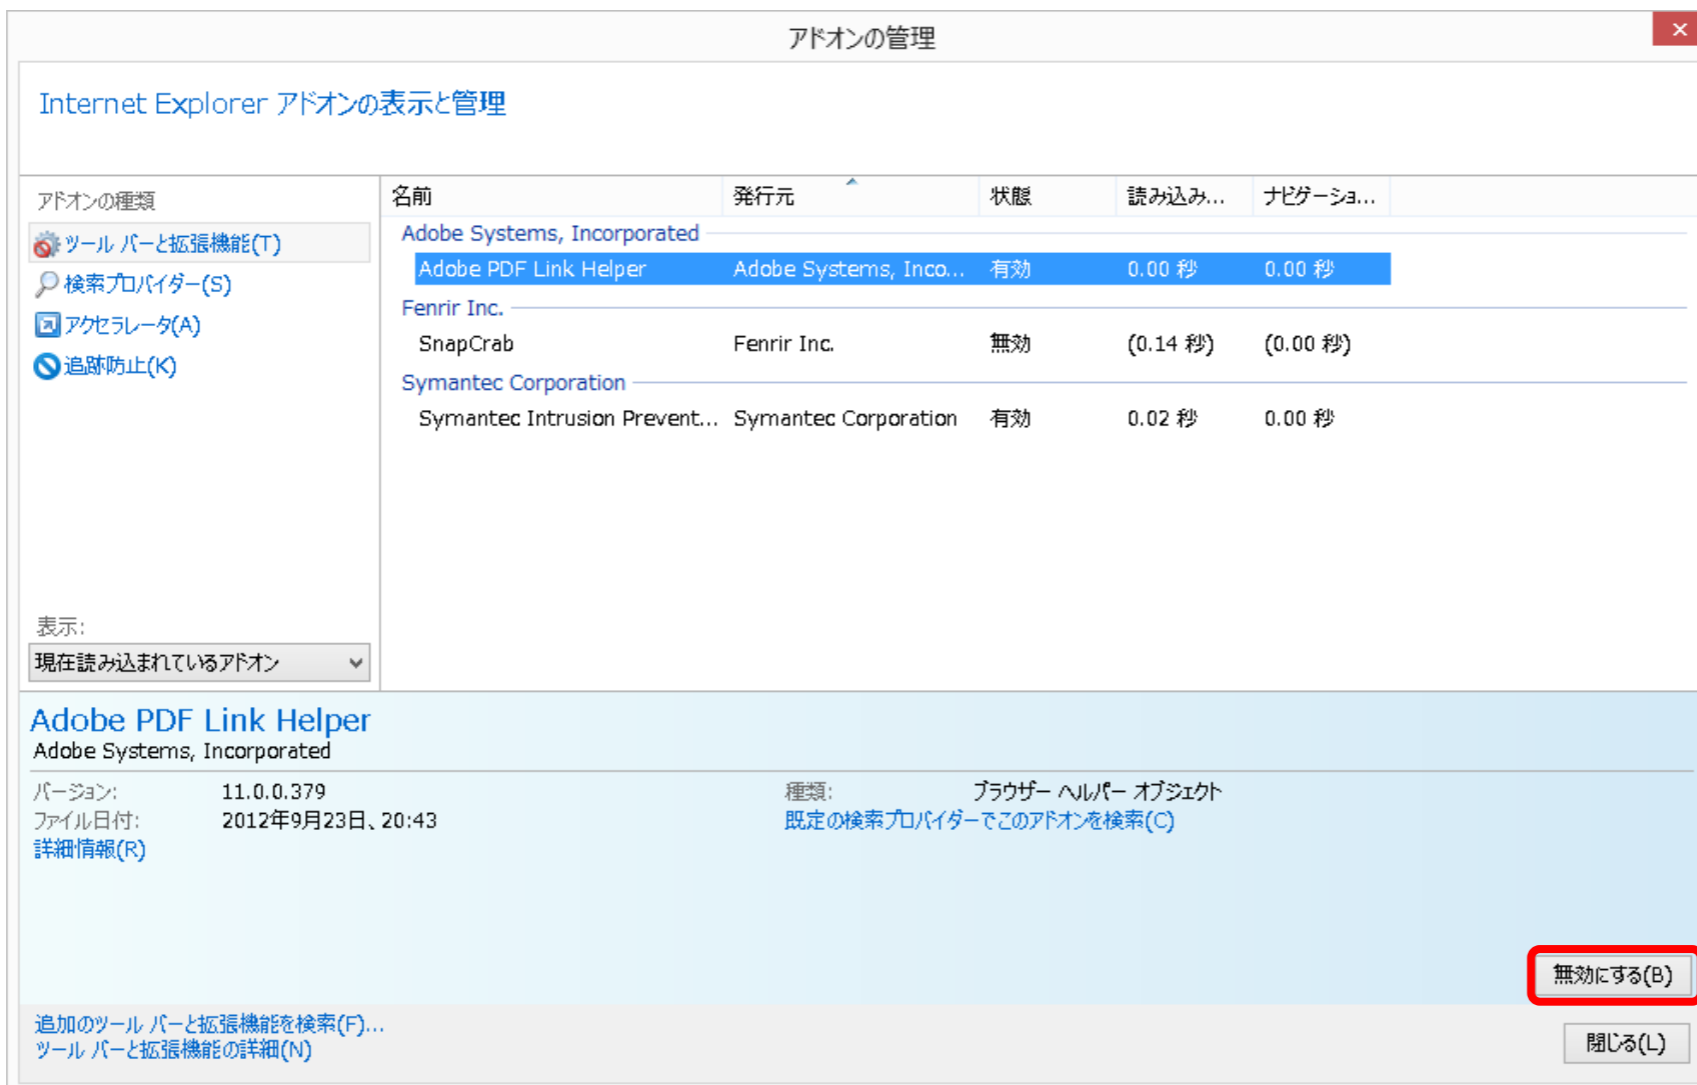 アドオンの管理
Internet Explorer アドオンの表示と管理
アドオンの種類
ツール バーと拡張機能(T)
検索プロバイダー(S)
アクセラレータ(A)
追跡防止(K)
表示:
現在読み込まれているアドオン
名前 発行元 状態 読み込み... ナビゲーショ...
Adobe Systems, Incorporated
Adobe PDF Link Helper Adobe Systems, Inco... 有効 0.00 秒 0.00 秒
Fenrir Inc.
SnapCrab Fenrir Inc. 無効 (0.14 秒) (0.00 秒)
Symantec Corporation
Symantec Intrusion Prevent... Symantec Corporation 有効 0.02 秒 0.00 秒
Adobe PDF Link Helper
Adobe Systems, Incorporated
バージョン: 11.0.0.379 種類: ブラウザー ヘルパー オブジェクト
ファイル日付: 2012年9月23日、20:43 既定の検索プロバイダーでこのアドオンを検索(C)
詳細情報(R)
無効にする(B)
追加のツール バーと拡張機能を検索(F)...
ツール バーと拡張機能の詳細(N)
閉じる(L)